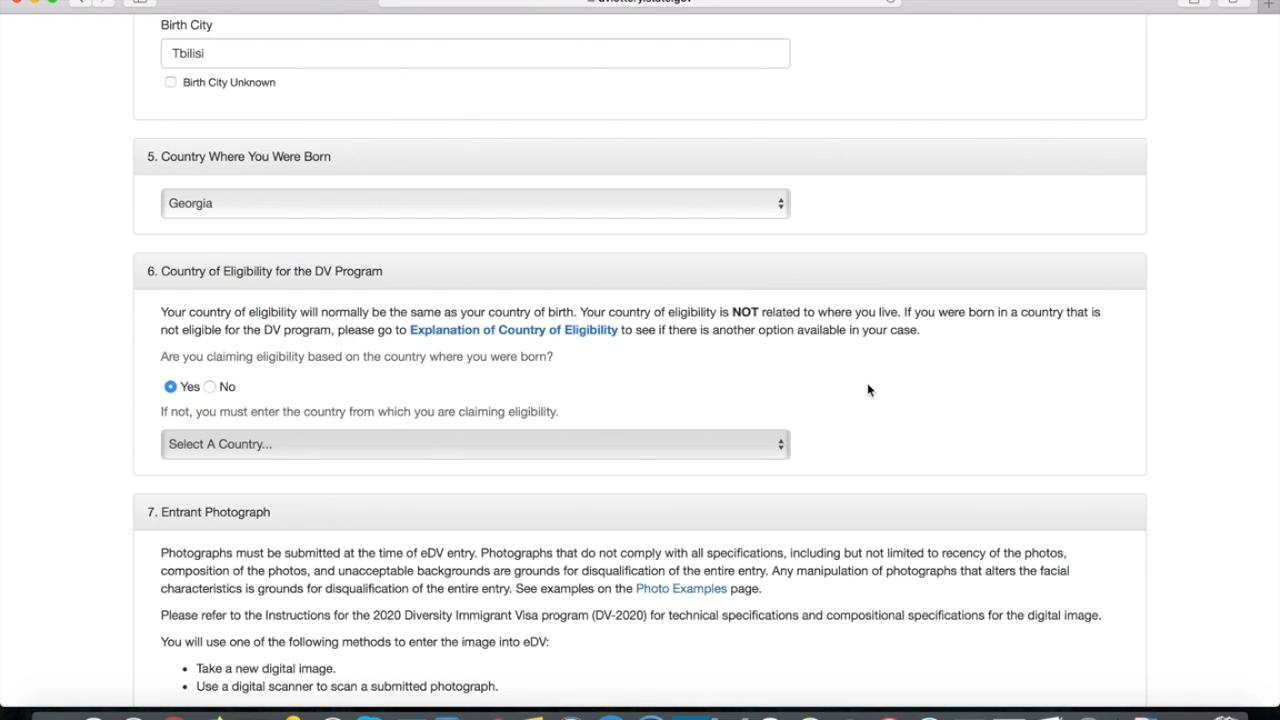 Birth City
Tbilisi
Birth City Unknown
5. Country Where You Were Born
Georgia
6. Country of Eligibility for the DV Program
Your country of eligibility will normally be the same as your country of birth. Your country of eligibility is NOT related to where you live. If you were born in a country that is
not eligible for the DV program, please go to Explanation of Country of Eligibility to see if there is another option available in your case.
Are you claiming eligibility based on the country where you were born?
Yes No
If not, you must enter the country from which you are claiming eligibility.
Select A Country...
7. Entrant Photograph
Photographs must be submitted at the time of eDV entry. Photographs that do not comply with all specifications, including but not limited to recency of the photos,
composition of the photos, and unacceptable backgrounds are grounds for disqualification of the entire entry. Any manipulation of photographs that alters the facial
characteristics is grounds for disqualification of the entire entry. See examples on the Photo Examples page.
Please refer to the Instructions for the 2020 Diversity Immigrant Visa program (DV-2020) for technical specifications and compositional specifications for the digital image.
You will use one of the following methods to enter the image into eDV:
• Take a new digital image.
• Use a digital scanner to scan a submitted photograph.